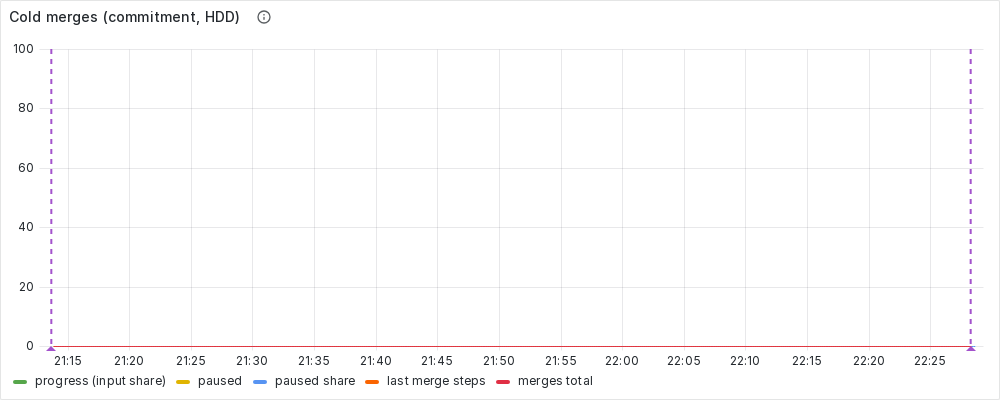 Cold merges (commitment, HDD)
100
80
60
40
20
0
21:15 21:20 21:25 21:30 21:35 21:40 21:45 21:50 21:55 22:00 22:05 22:10 22:15 22:20 22:25
progress (input share) paused paused share last merge steps merges total